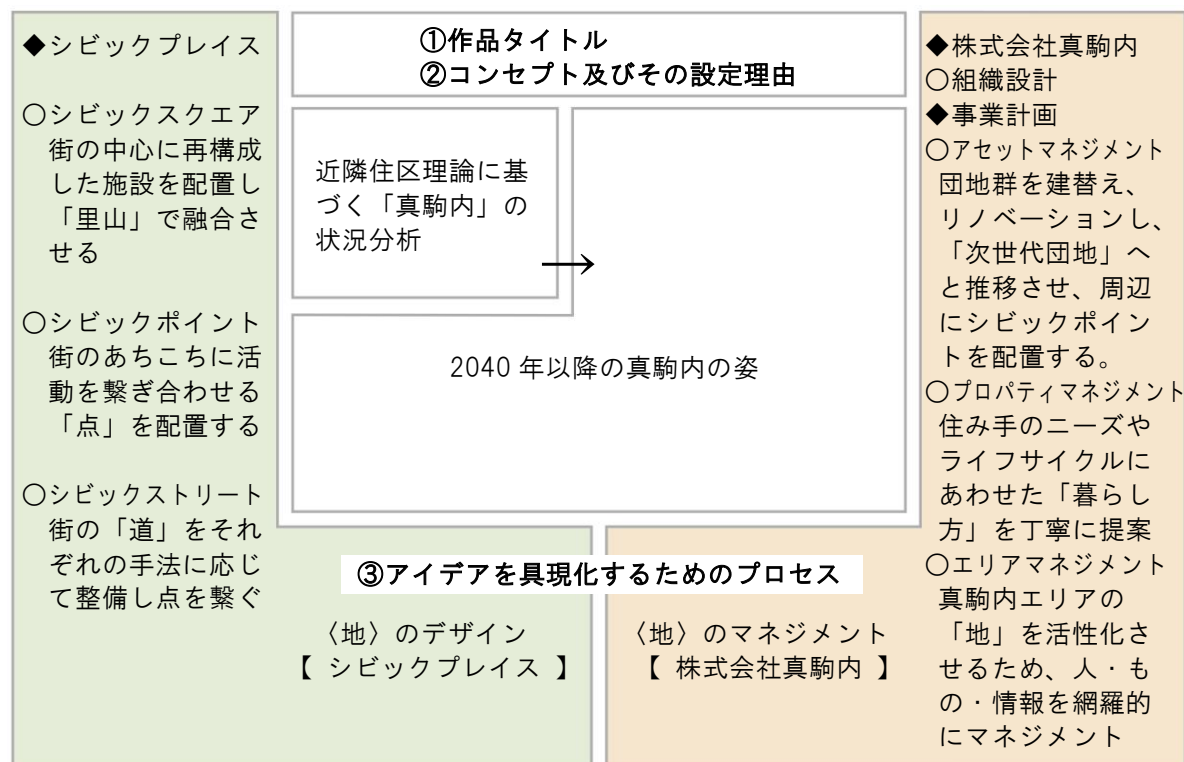 ◆シビックプレイス
○シビックスクエア
街の中心に再構成
した施設を配置し
「里山」で融合さ
せる
○シビックポイント
街のあちこちに活
動を繋ぎ合わせる
「点」を配置する
○シビックストリート
街の「道」をそれ
ぞれの手法に応じ
て整備し点を繋ぐ
①作品タイトル
②コンセプト及びその設定理由
近隣住区理論に基
づく「真駒内」の
状況分析
→
2040 年以降の真駒内の姿
③アイデアを具現化するためのプロセス
〈地〉のデザイン
【 シビックプレイス 】
〈地〉のマネジメント
【 株式会社真駒内 】
◆株式会社真駒内
○組織設計
◆事業計画
○アセットマネジメント
団地群を建替え、
リノベーションし、
「次世代団地」へ
と推移させ、周辺
にシビックポイン
トを配置する。
○プロパティマネジメント
住み手のニーズや
ライフサイクルに
あわせた「暮らし
方」を丁寧に提案
○エリアマネジメント
真駒内エリアの
「地」を活性化さ
せるため、人・も
の・情報を網羅的
にマネジメント